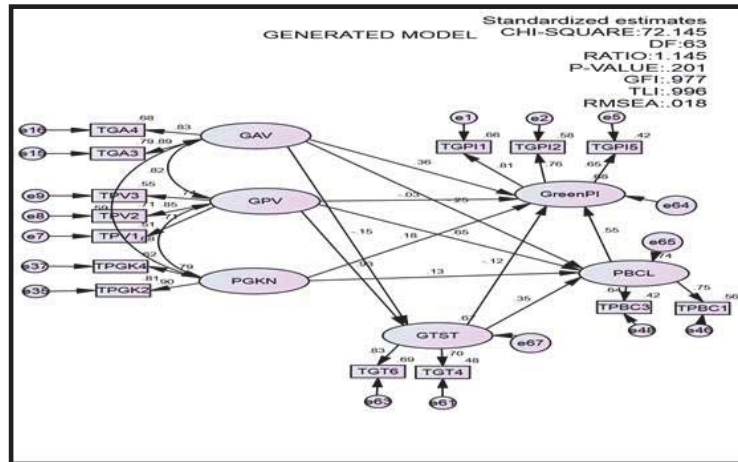 Standardized estimates
GENERATED MODEL
CHI-SQUARE:72.145
DF:63
RATIO:1.145
P-VALUE:.201
GFI:.977
TLI:.996
RMSEA:.018
e16 TGA4 .68 .83 GAV
e15 TGA3 .79 .89
.82
e1 e2 e5
TGPI1 .66 TGPI2 .58 TGPI5 .42
.81 .76 .65
.36
GreenPI
e64
e9 TPV3 .55
e8 TPV2 .71 .85 GPV
e7 TPV1 .71
.59
-.03 .25
-.15 .18 .65
.55
e65
e37 TPGK4 .79
e35 TPGK2 .81 .90 PGKN
.13 -.12 .35
PBCL .74
.64 .42 .75 .56
TPBC3 TPBC1
e48 e46
GTST .67 e67
.83 .69 .70 .48
TGT6 TGT4
e63 e61